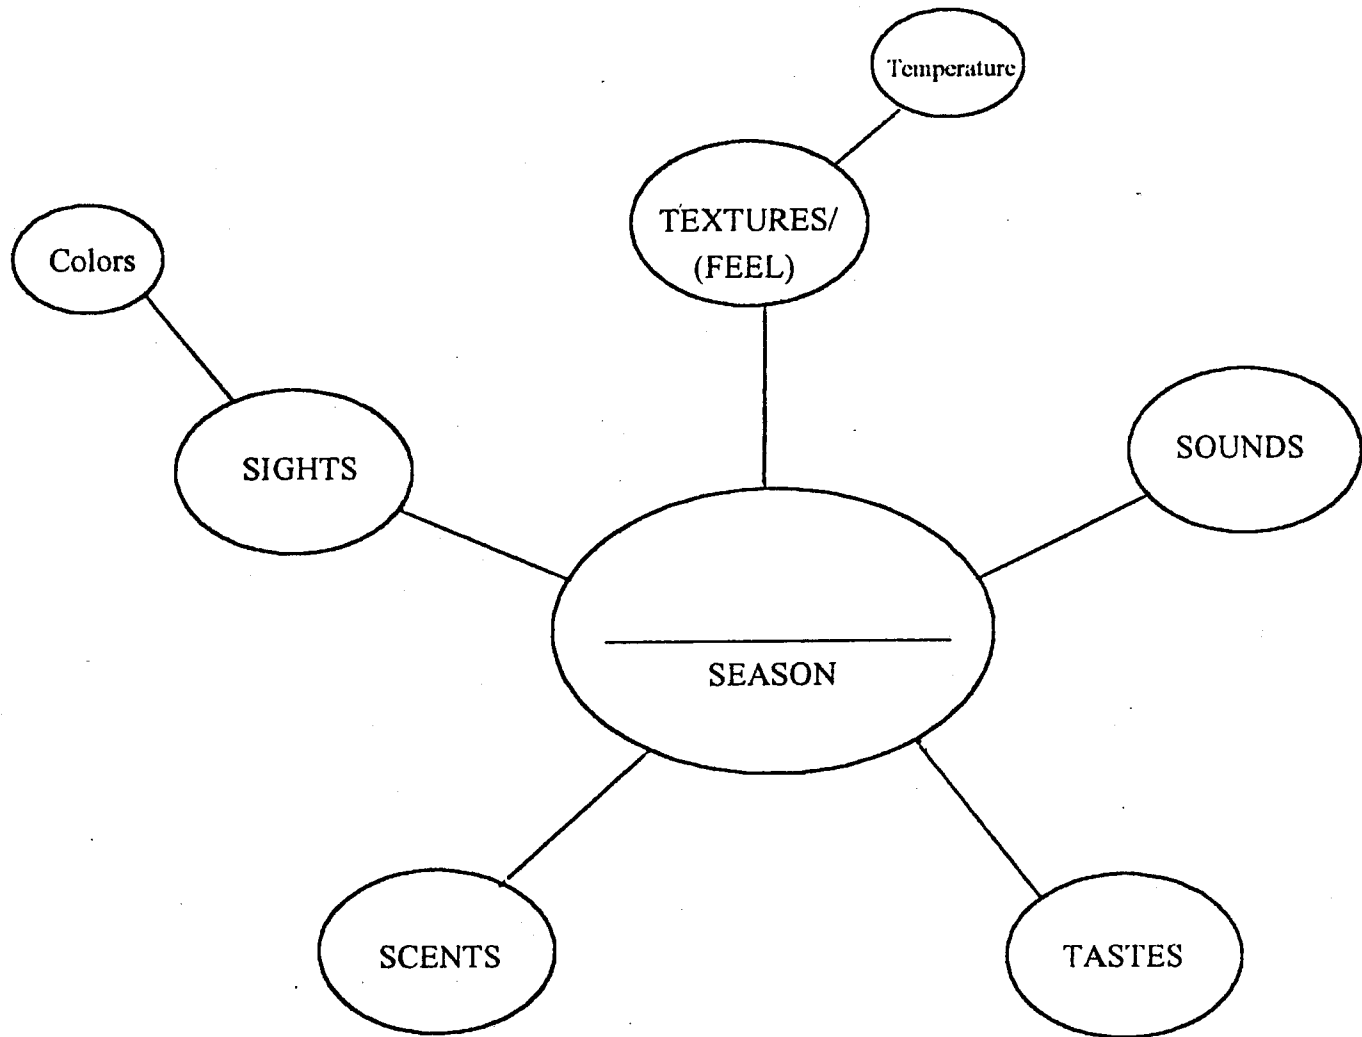 Temperature
TEXTURES/
(FEEL)
Colors
SIGHTS
SOUNDS
SEASON
SCENTS
TASTES